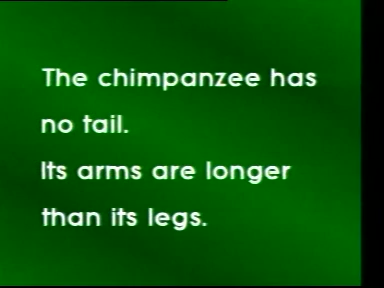 The chimpanzee has
no tail.
Its arms are longer
than its legs.